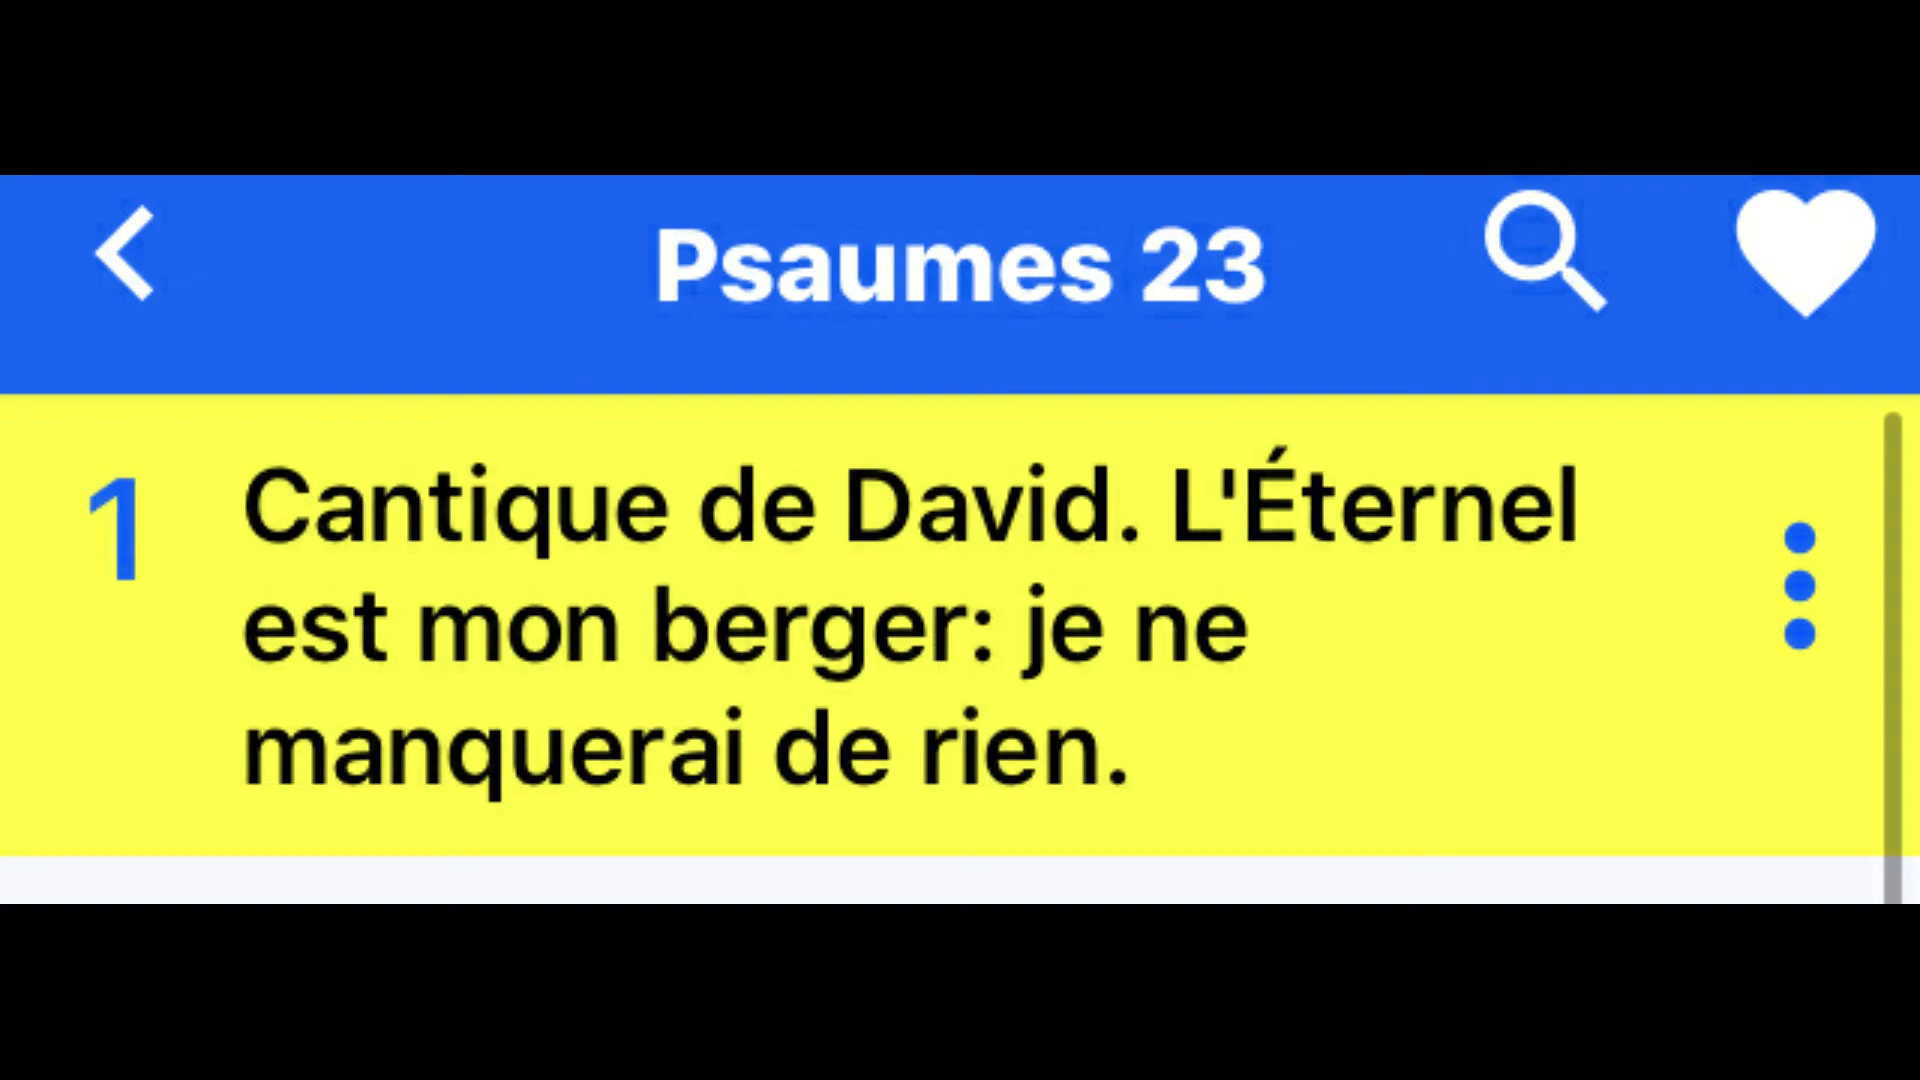 Psaumes 23
1 Cantique de David. L'Éternel
est mon berger: je ne
manquerai de rien.